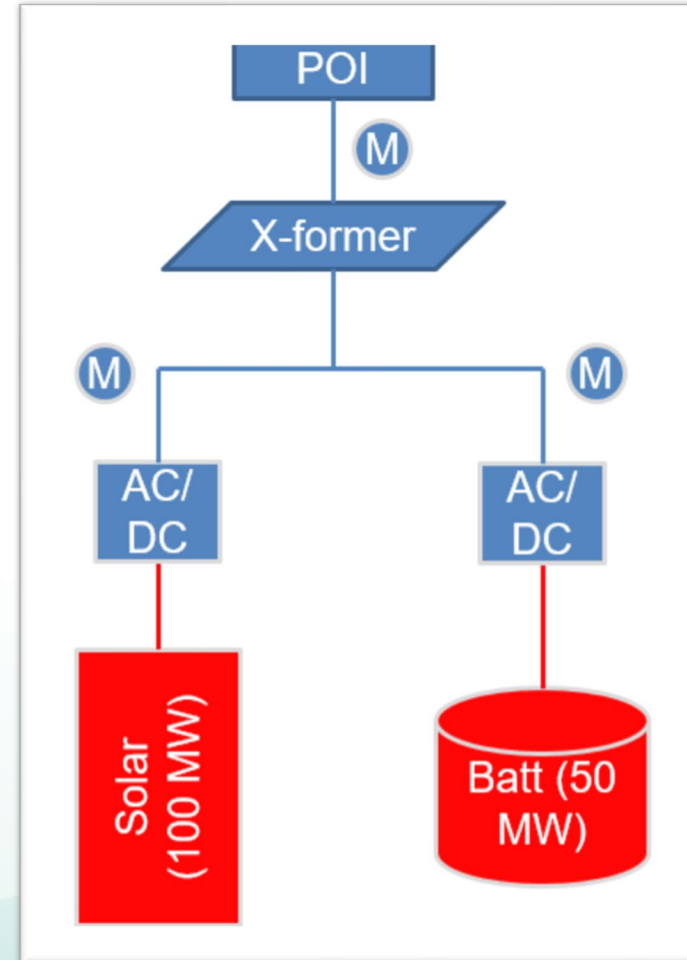 POI
M
X-former
M
M
AC/
DC
AC/
DC
Solar
(100 MW)
Batt (50
MW)